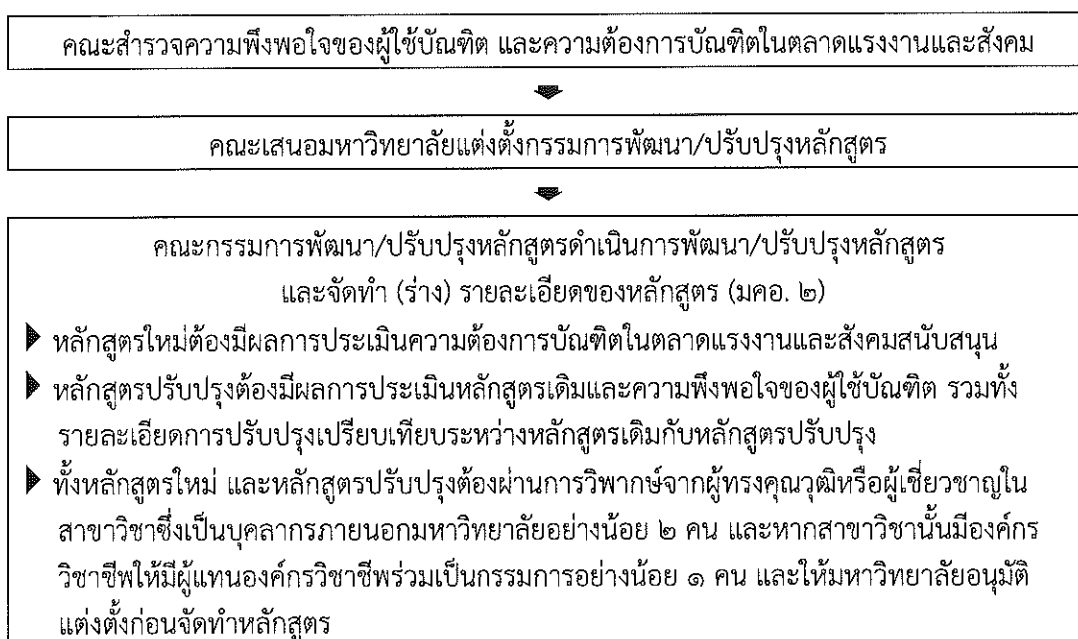 คณะสำรวจความพึงพอใจของผู้ใช้บัณฑิต และความต้องการบัณฑิตในตลาดแรงงานและสังคม
คณะเสนอมหาวิทยาลัยแต่งตั้งกรรมการพัฒนา/ปรับปรุงหลักสูตร
คณะกรรมการพัฒนา/ปรับปรุงหลักสูตรดำเนินการพัฒนา/ปรับปรุงหลักสูตร
และจัดทำ (ร่าง) รายละเอียดของหลักสูตร (มคอ. ๒)
หลักสูตรใหม่ต้องมีผลการประเมินความต้องการบัณฑิตในตลาดแรงงานและสังคมสนับสนุน
หลักสูตรปรับปรุงต้องมีผลการประเมินหลักสูตรเดิมและความพึงพอใจของผู้ใช้บัณฑิต รวมทั้ง
รายละเอียดการปรับปรุงเปรียบเทียบระหว่างหลักสูตรเดิมกับหลักสูตรปรับปรุง
ทั้งหลักสูตรใหม่ และหลักสูตรปรับปรุงต้องผ่านการวิพากษ์จากผู้ทรงคุณวุฒิหรือผู้เชี่ยวชาญใน
สาขาวิชาซึ่งเป็นบุคลากรภายนอกมหาวิทยาลัยอย่างน้อย ๒ คน และหากสาขาวิชานั้นมีองค์กร
วิชาชีพให้มีผู้แทนองค์กรวิชาชีพร่วมเป็นกรรมการอย่างน้อย ๑ คน และให้มหาวิทยาลัยอนุมัติ
แต่งตั้งก่อนจัดทำหลักสูตร